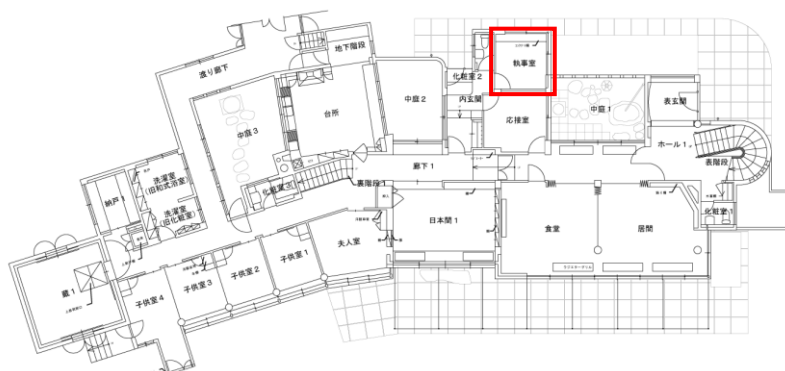 地下階段
渡り廊下
執事室
化粧室2
台所
中庭2
内玄関
中庭1
表玄関
中庭3
応接室
ホール1
表階段
廊下1
洗濯室
(旧和式浴室)
化粧室3
裏階段1
納戸1
洗濯室
(旧化粧室)
日本間1
化粧室1
夫人室
食堂
居間
子供室1
子供室2
子供室3
子供室4
蔵1